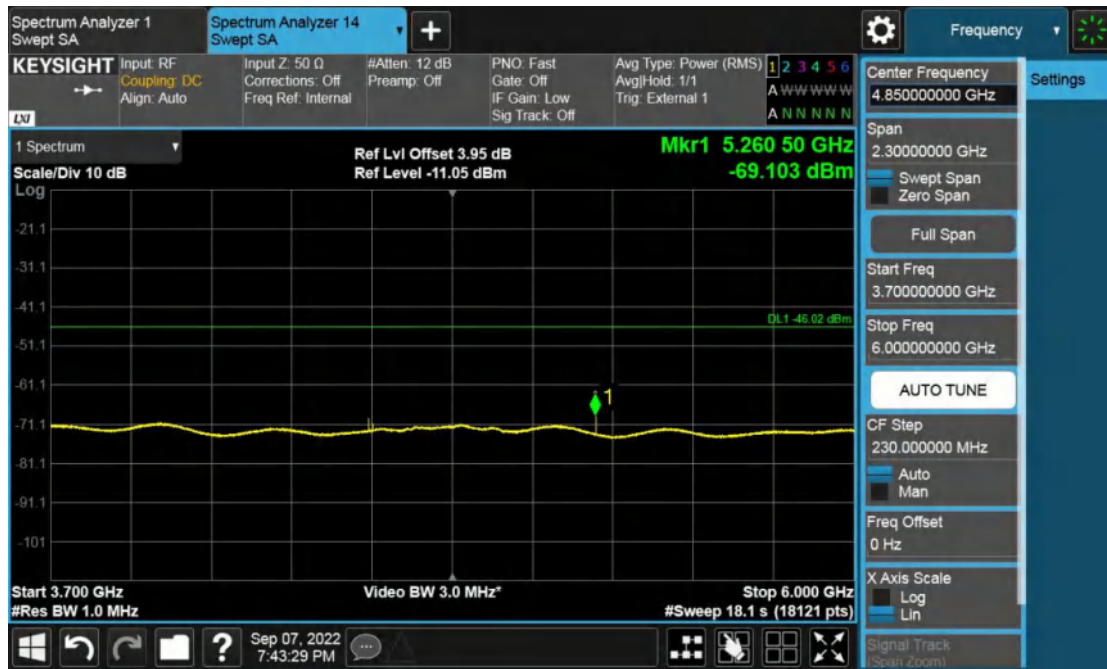 Spectrum Analyzer 1
Swept SA
Spectrum Analyzer 14
Swept SA
Frequency
KEYSIGHT
LXI
Input: RF
Coupling: DC
Align: Auto
Input Z: 50 Ω
Corrections: Off
Freq Ref: Internal
#Atten: 12 dB
Preamp: Off
PNO: Fast
Gate: Off
IF Gain: Low
Sig Track: Off
Avg Type: Power (RMS)
Avg|Hold: 1/1
Trig: External 1
1 2 3 4 5 6
A W W W W W
A N N N N N
1 Spectrum
Scale/Div 10 dB
Log
Ref Lvl Offset 3.95 dB
Ref Level -11.05 dBm
Mkr1 5.260 50 GHz
-69.103 dBm
-21.1
-31.1
-41.1
-51.1
-61.1
-71.1
-81.1
-91.1
-101
DL1 -46.02 dBm
1
Start 3.700 GHz
#Res BW 1.0 MHz
Video BW 3.0 MHz*
Stop 6.000 GHz
#Sweep 18.1 s (18121 pts)
Center Frequency
4.850000000 GHz
Span
2.30000000 GHz
Swept Span
Zero Span
Full Span
Start Freq
3.700000000 GHz
Stop Freq
6.000000000 GHz
AUTO TUNE
CF Step
230.000000 MHz
Auto
Man
Freq Offset
0 Hz
X Axis Scale
Log
Lin
Signal Track
(Span Zoom)
Settings
?
Sep 07, 2022
7:43:29 PM